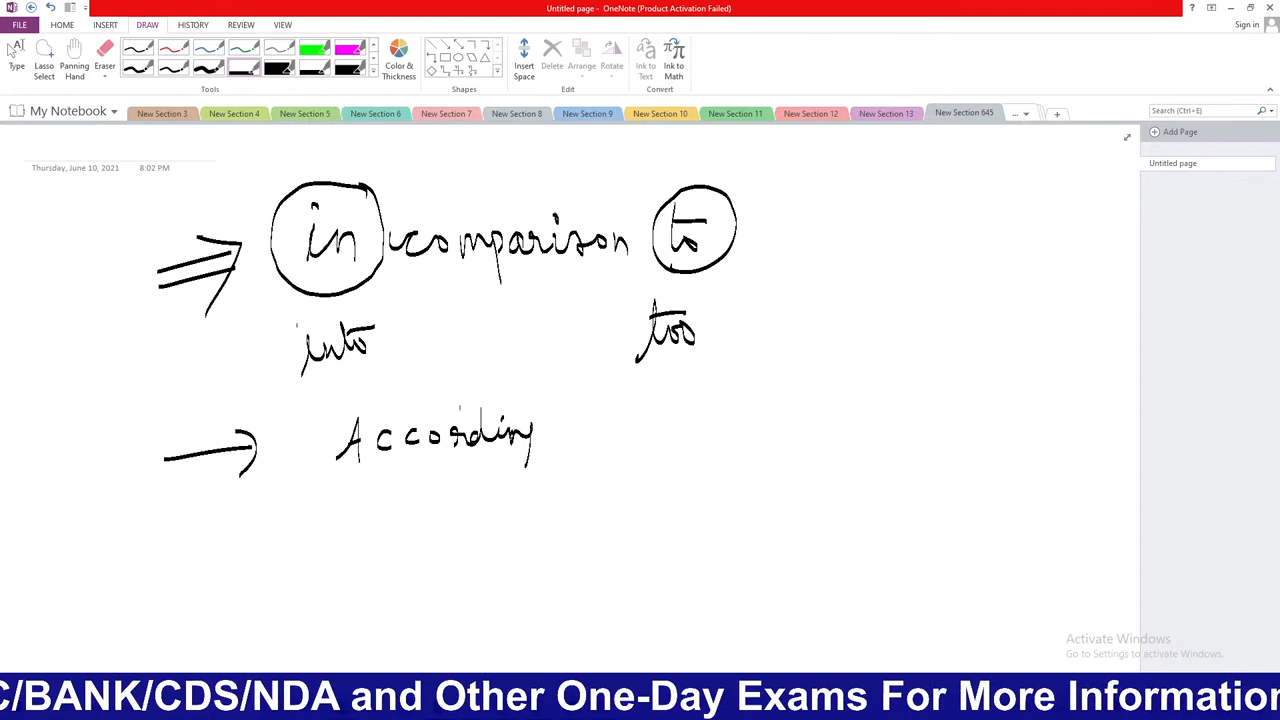 Untitled page - OneNote (Product Activation Failed)
FILE HOME INSERT DRAW HISTORY REVIEW VIEW
Sign in
Type
Lasso Select
Panning Hand
Eraser
Color & Thickness
Insert Space
Delete
Arrange
Rotate
Ink to Text
Ink to Math
Tools Shapes Edit Convert
My Notebook New Section 3 New Section 4 New Section 5 New Section 6 New Section 7 New Section 8 New Section 9 New Section 10 New Section 11 New Section 12 New Section 13 New Section 645 ...
Search (Ctrl+E)
Add Page
Untitled page
Thursday, June 10, 2021 8:02 PM
in comparison to
into too
According
Activate Windows
Go to Settings to activate Windows.
C/BANK/CDS/NDA and Other One-Day Exams For More Information